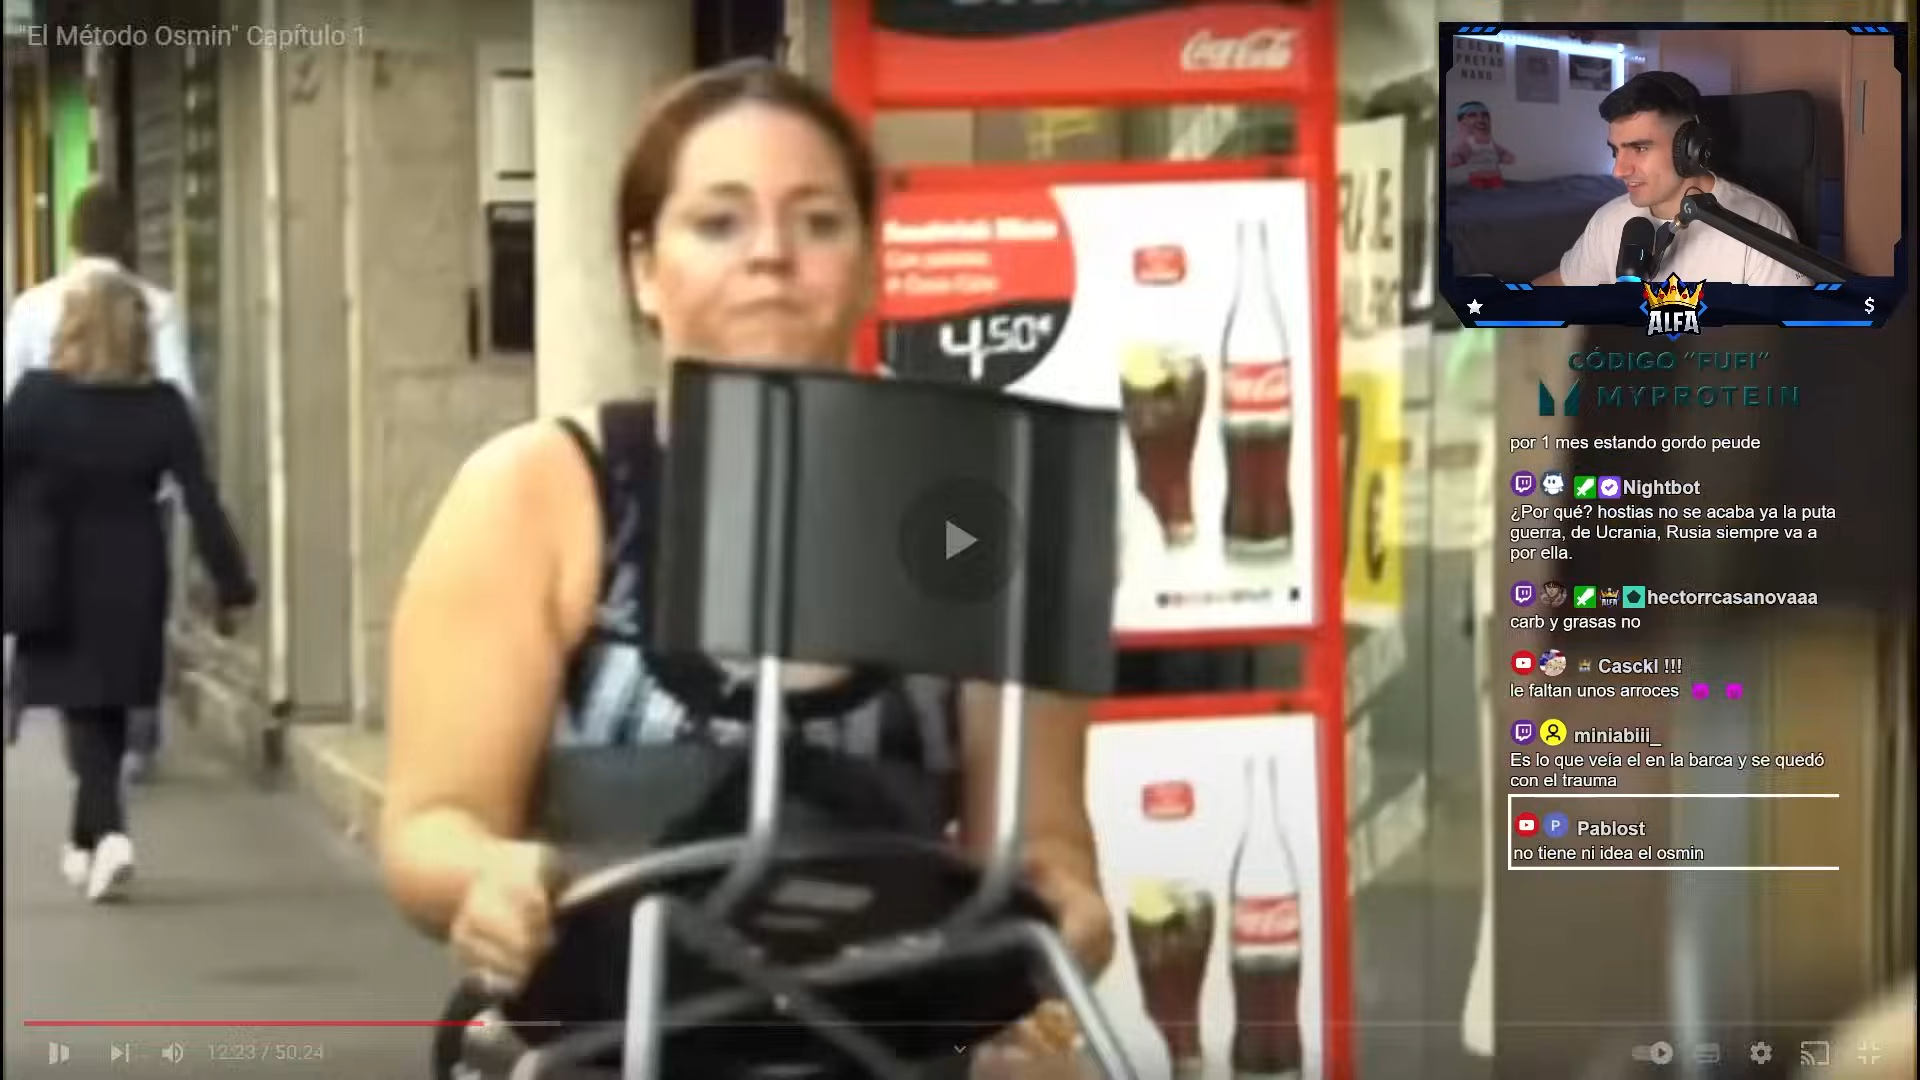 "El Método Osmin" Capítulo 1
Coca-Cola
4,50€
ALFA
CÓDIGO "FUFI"
MYPROTEIN
por 1 mes estando gordo peude
Nightbot
¿Por qué? hostias no se acaba ya la puta
guerra, de Ucrania, Rusia siempre va a
por ella.
hectorrcasanovaaa
carb y grasas no
Casckl !!!
le faltan unos arroces
miniabiii_
Es lo que veía el en la barca y se quedó
con el trauma
P Pablost
no tiene ni idea el osmin
12:23 / 50:24